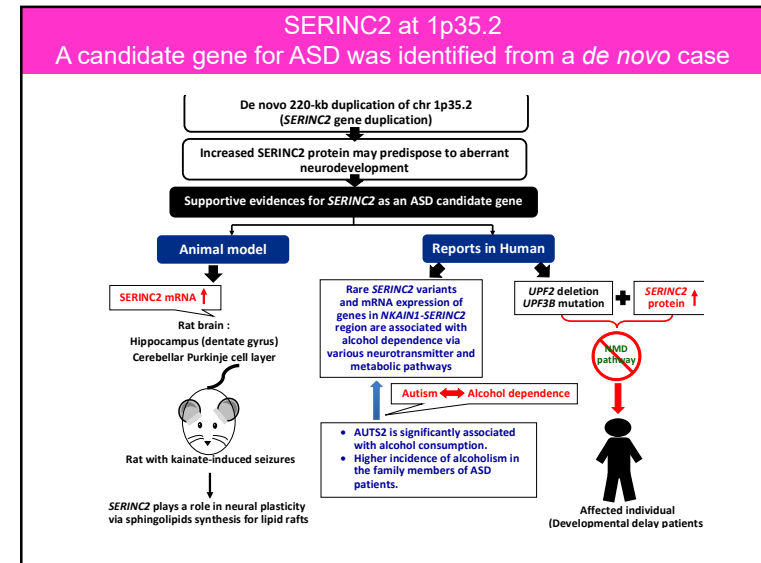 SERINC2 at 1p35.2
A candidate gene for ASD was identified from a de novo case
De novo 220-kb duplication of chr 1p35.2
(SERINC2 gene duplication)
Increased SERINC2 protein may predispose to aberrant
neurodevelopment
Supportive evidences for SERINC2 as an ASD candidate gene
Animal model
SERINC2 mRNA
Rat brain :
Hippocampus (dentate gyrus)
Cerebellar Purkinje cell layer
Rat with kainate-induced seizures
SERINC2 plays a role in neural plasticity
via sphingolipids synthesis for lipid rafts
Reports in Human
Rare SERINC2 variants
and mRNA expression of
genes in NKAIN1-SERINC2
region are associated with
alcohol dependence via
various neurotransmitter and
metabolic pathways
Autism Alcohol dependence
• AUTS2 is significantly associated
with alcohol consumption.
• Higher incidence of alcoholism in
the family members of ASD
patients.
UPF2 deletion
UPF3B mutation
SERINC2
protein
NMD
pathway
Affected individual
(Developmental delay patients